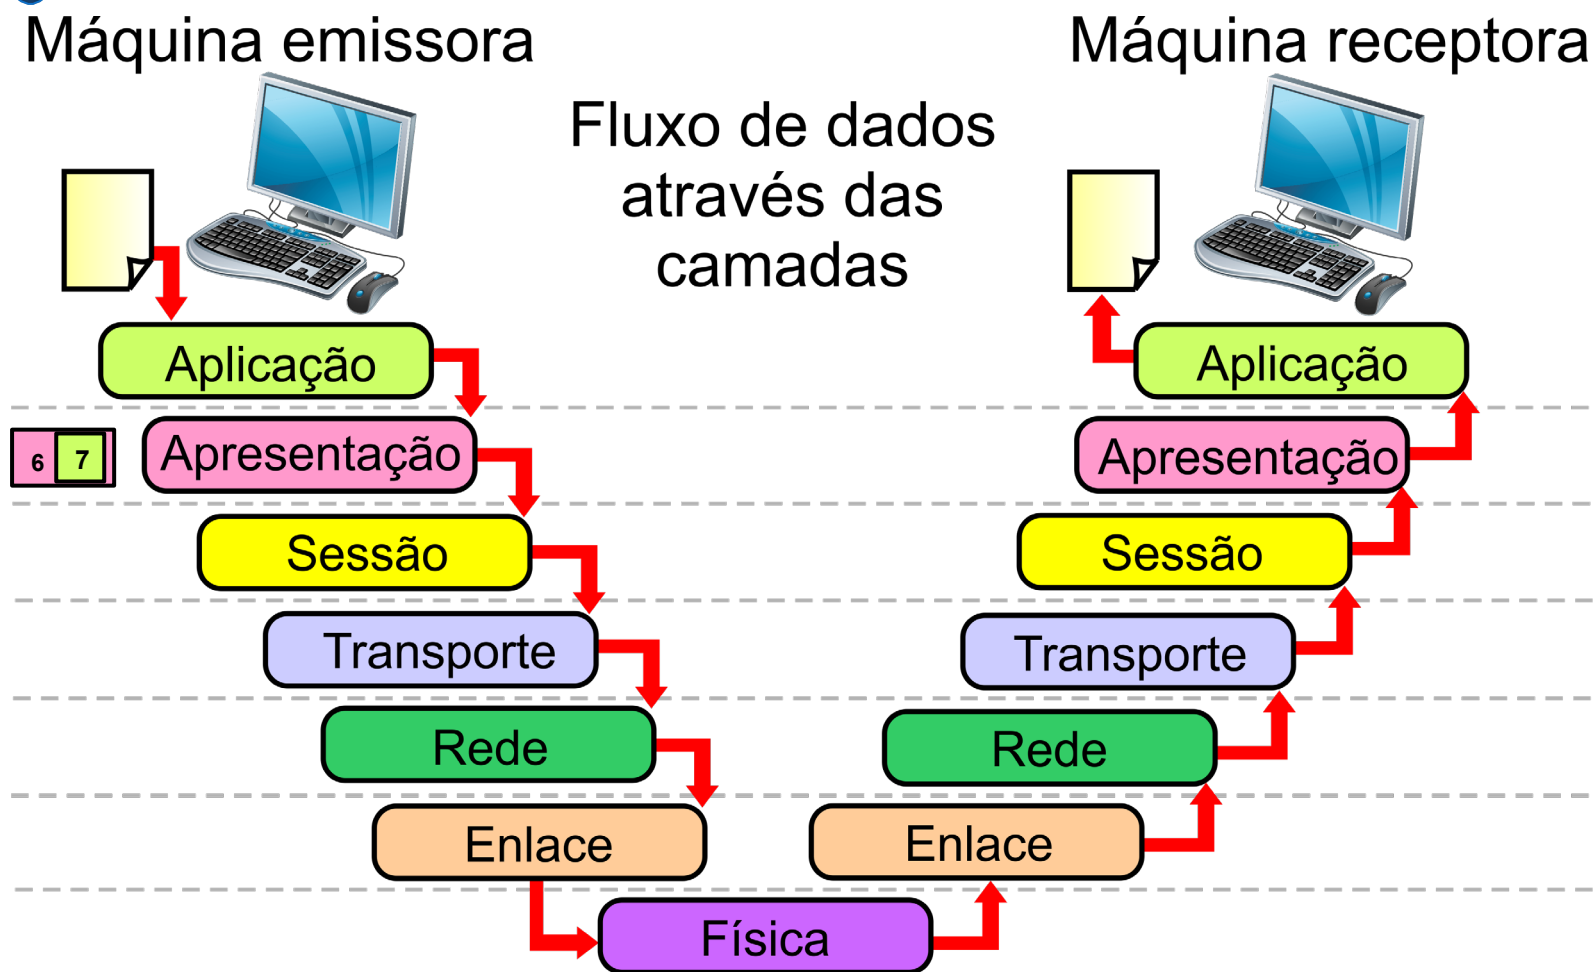 Máquina emissora
Máquina receptora
Fluxo de dados
através das
camadas
Aplicação
Aplicação
6 7
Apresentação
Apresentação
Sessão
Sessão
Transporte
Transporte
Rede
Rede
Enlace
Enlace
Física